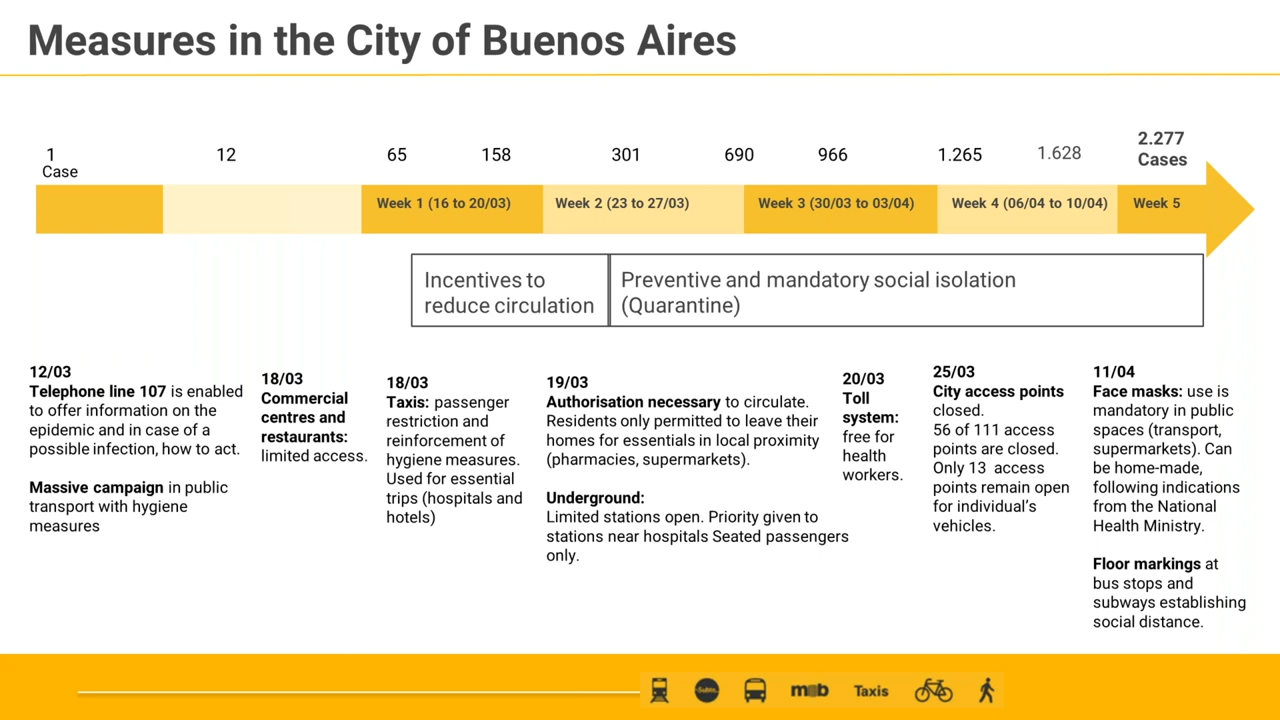 Measures in the City of Buenos Aires
1
Case
12
65
158
301
690
966
1.265
1.628
2.277
Cases
Week 1 (16 to 20/03)
Week 2 (23 to 27/03)
Week 3 (30/03 to 03/04)
Week 4 (06/04 to 10/04)
Week 5
Incentives to
reduce circulation
Preventive and mandatory social isolation
(Quarantine)
12/03
Telephone line 107 is enabled
to offer information on the
epidemic and in case of a
possible infection, how to act.
Massive campaign in public
transport with hygiene
measures
18/03
Commercial
centres and
restaurants:
limited access.
18/03
Taxis: passenger
restriction and
reinforcement of
hygiene measures.
Used for essential
trips (hospitals and
hotels)
19/03
Authorisation necessary to circulate.
Residents only permitted to leave their
homes for essentials in local proximity
(pharmacies, supermarkets).
Underground:
Limited stations open. Priority given to
stations near hospitals Seated passengers
only.
20/03
Toll
system:
free for
health
workers.
25/03
City access points
closed.
56 of 111 access
points are closed.
Only 13 access
points remain open
for individual's
vehicles.
11/04
Face masks: use is
mandatory in public
spaces (transport,
supermarkets). Can
be home-made,
following indications
from the National
Health Ministry.
Floor markings at
bus stops and
subways establishing
social distance.
Taxis